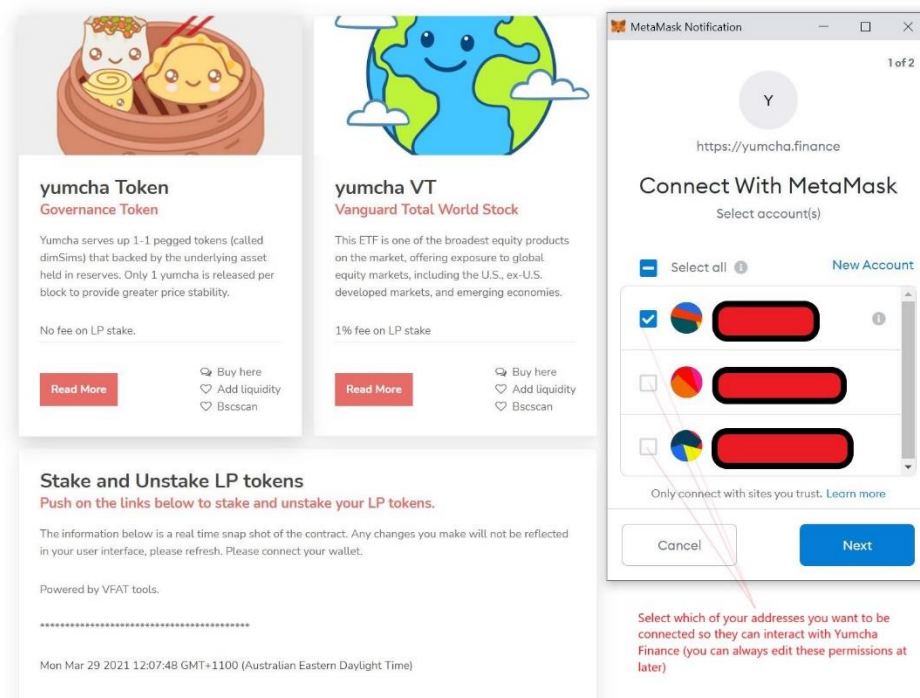 yumcha Token
Governance Token
Yumcha serves up 1-1 pegged tokens (called
dimSims) that backed by the underlying asset
held in reserves. Only 1 yumcha is released per
block to provide greater price stability.
No fee on LP stake.
Read More
Buy here
Add liquidity
Bscscan
yumcha VT
Vanguard Total World Stock
This ETF is one of the broadest equity products
on the market, offering exposure to global
equity markets, including the U.S., ex-U.S.
developed markets, and emerging economies.
1% fee on LP stake
Read More
Buy here
Add liquidity
Bscscan
Stake and Unstake LP tokens
Push on the links below to stake and unstake your LP tokens.
The information below is a real time snap shot of the contract. Any changes you make will not be reflected
in your user interface, please refresh. Please connect your wallet.
Powered by VFAT tools.
******************************************
Mon Mar 29 2021 12:07:48 GMT+1100 (Australian Eastern Daylight Time)
MetaMask Notification
1 of 2
Y
https://yumcha.finance
Connect With MetaMask
Select account(s)
Select all
New Account
Only connect with sites you trust. Learn more
Cancel
Next
Select which of your addresses you want to be
connected so they can interact with Yumcha
Finance (you can always edit these permissions at
later)